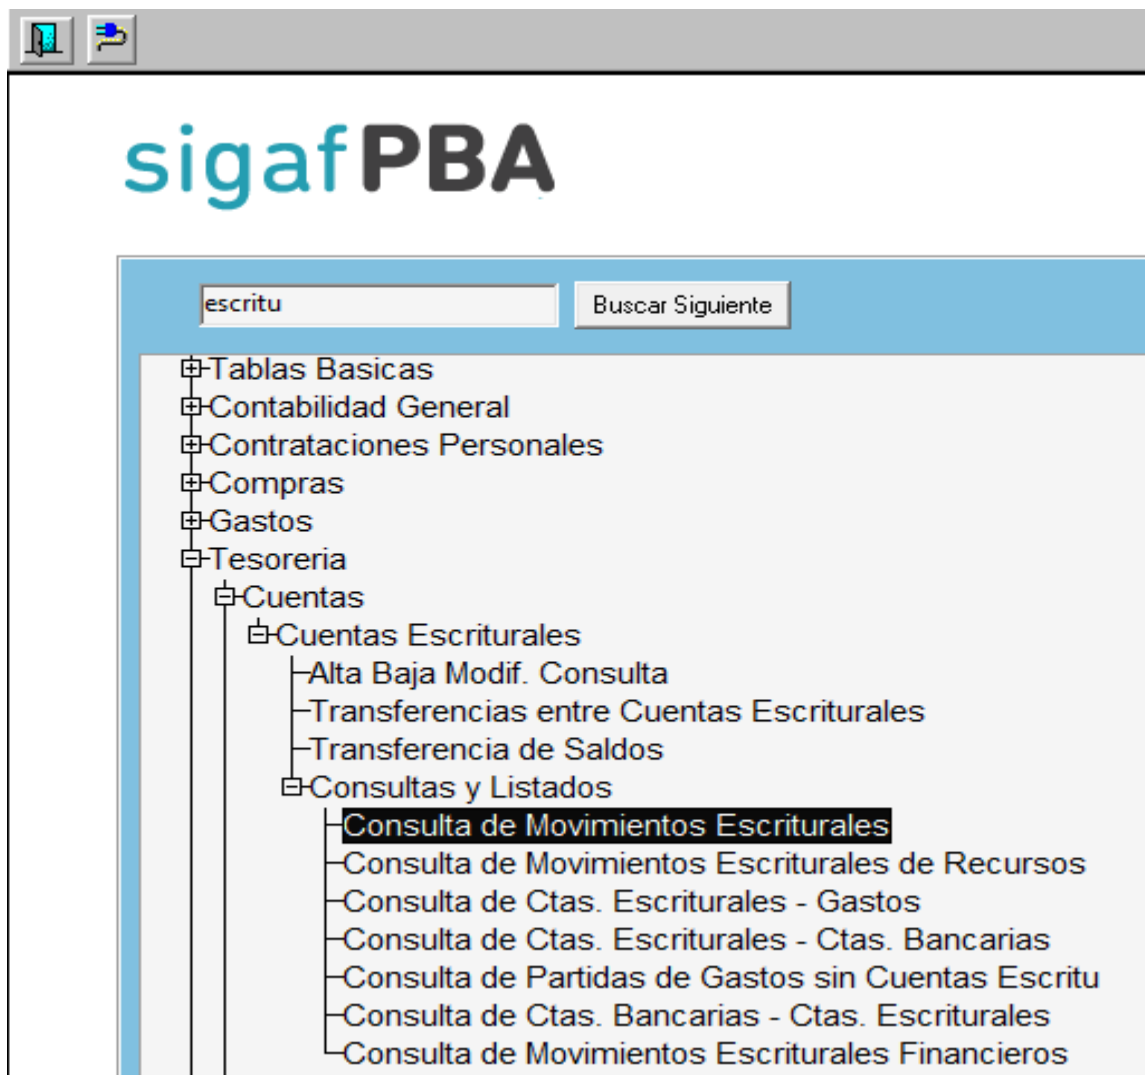 sigafPBA
escritu
Buscar Siguiente
Tablas Basicas
Contabilidad General
Contrataciones Personales
Compras
Gastos
Tesoreria
Cuentas
Cuentas Escriturales
Alta Baja Modif. Consulta
Transferencias entre Cuentas Escriturales
Transferencia de Saldos
Consultas y Listados
Consulta de Movimientos Escriturales
Consulta de Movimientos Escriturales de Recursos
Consulta de Ctas. Escriturales - Gastos
Consulta de Ctas. Escriturales - Ctas. Bancarias
Consulta de Partidas de Gastos sin Cuentas Escritu
Consulta de Ctas. Bancarias - Ctas. Escriturales
Consulta de Movimientos Escriturales Financieros